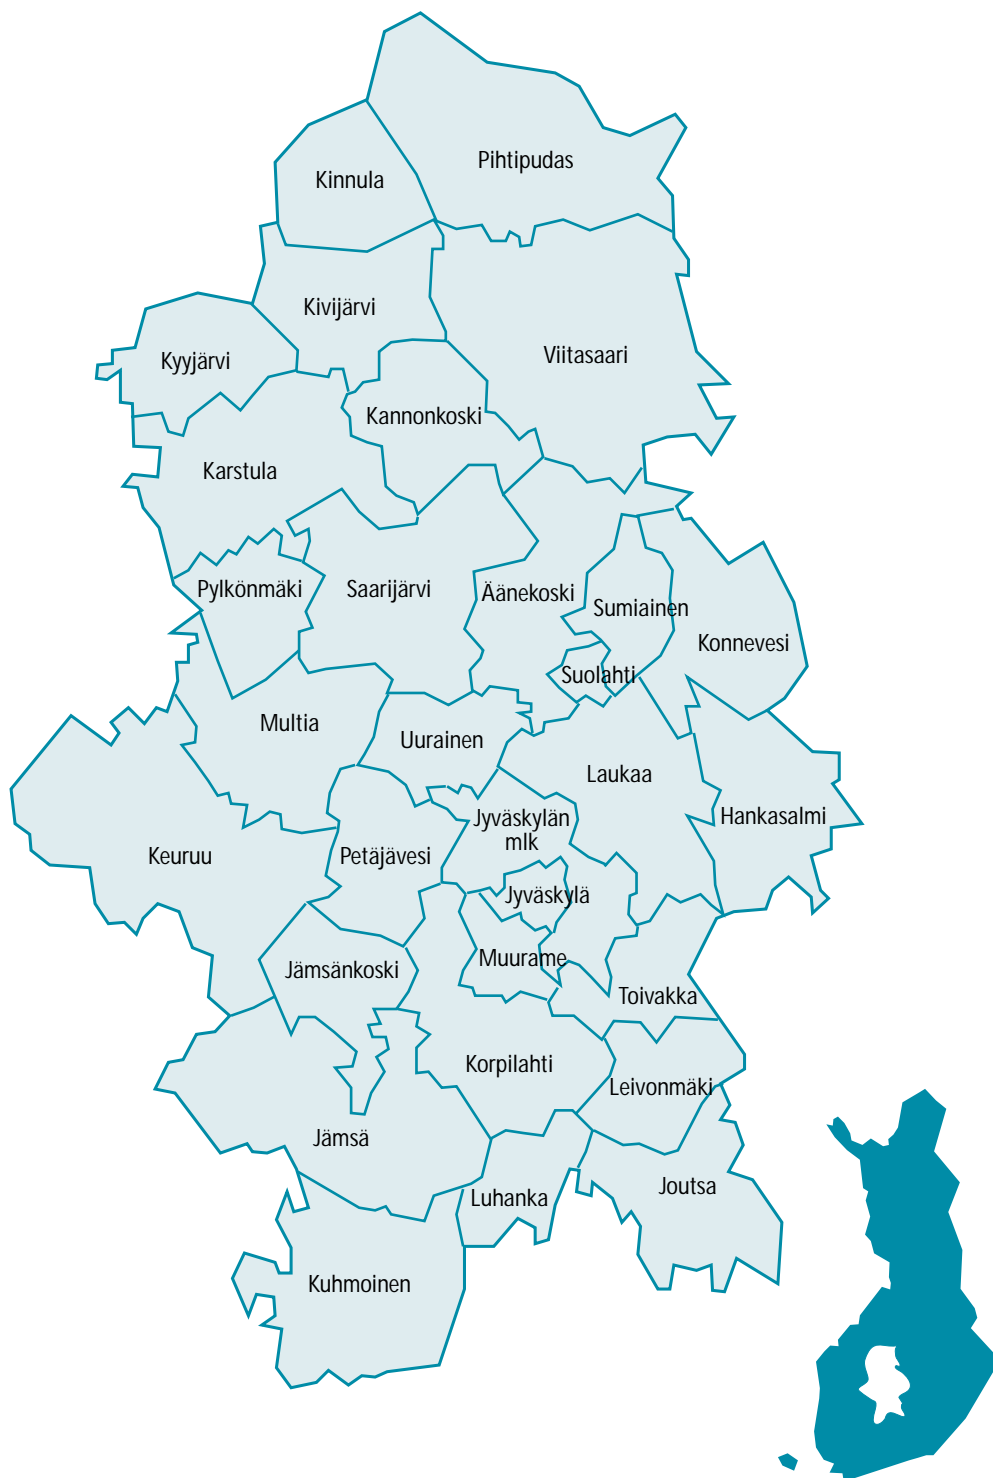 Pihtipudas
Kinnula
Kivijärvi
Viitasaari
Kyyjärvi
Kannonkoski
Karstula
Pylkönmäki
Saarijärvi
Äänekoski
Sumiainen
Konnevesi
Suolahti
Multia
Uurainen
Laukaa
Hankasalmi
Jyväskylän
mlk
Keuruu
Petäjävesi
Jyväskylä
Muurame
Jämsänkoski
Toivakka
Korpilahti
Leivonmäki
Jämsä
Luhanka
Joutsa
Kuhmoinen